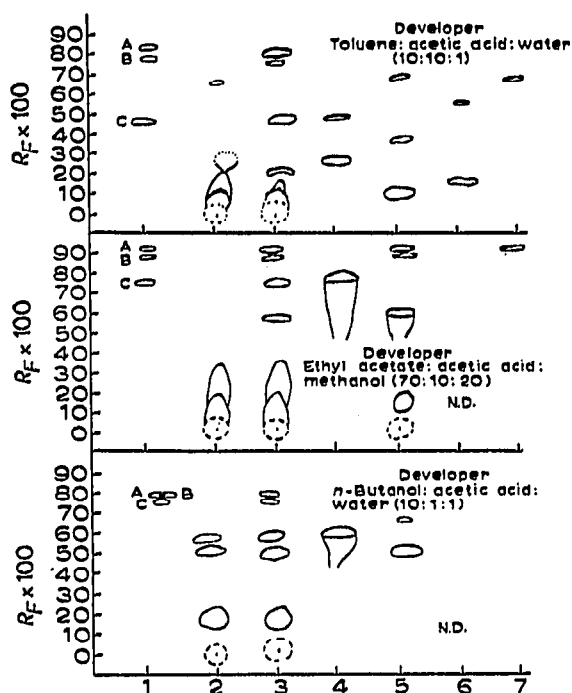 Developer
Toluene: acetic acid: water
(10:10:1)
RF x 100
90
80
70
60
50
40
30
20
10
0
A
B
C
Developer
Ethyl acetate: acetic acid:
methanol (70:10:20)
N.D.
RF x 100
90
80
70
60
50
40
30
20
10
0
A
B
C
Developer
n-Butanol: acetic acid:
water (10:1:1)
N.D.
RF x 100
90
80
70
60
50
40
30
20
10
0
A
B
C
1 2 3 4 5 6 7